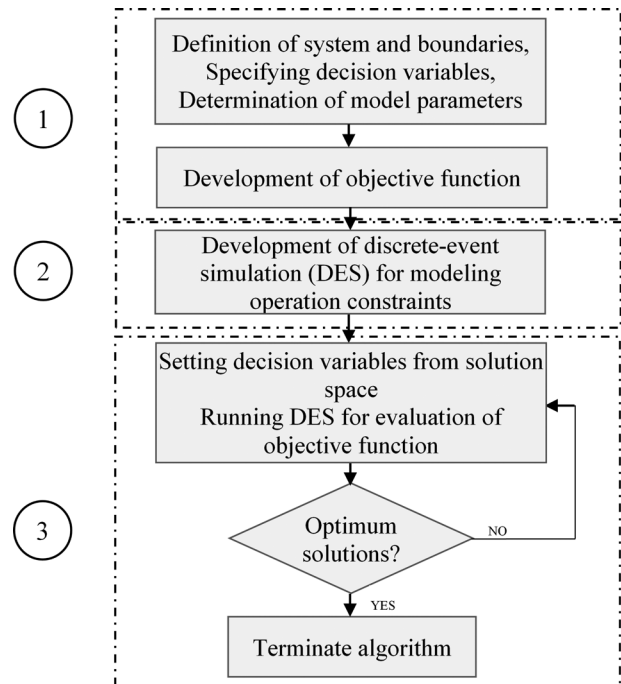 1
Definition of system and boundaries,
Specifying decision variables,
Determination of model parameters
Development of objective function
2
Development of discrete-event
simulation (DES) for modeling
operation constraints
3
Setting decision variables from solution
space
Running DES for evaluation of
objective function
Optimum
solutions?
NO
YES
Terminate algorithm